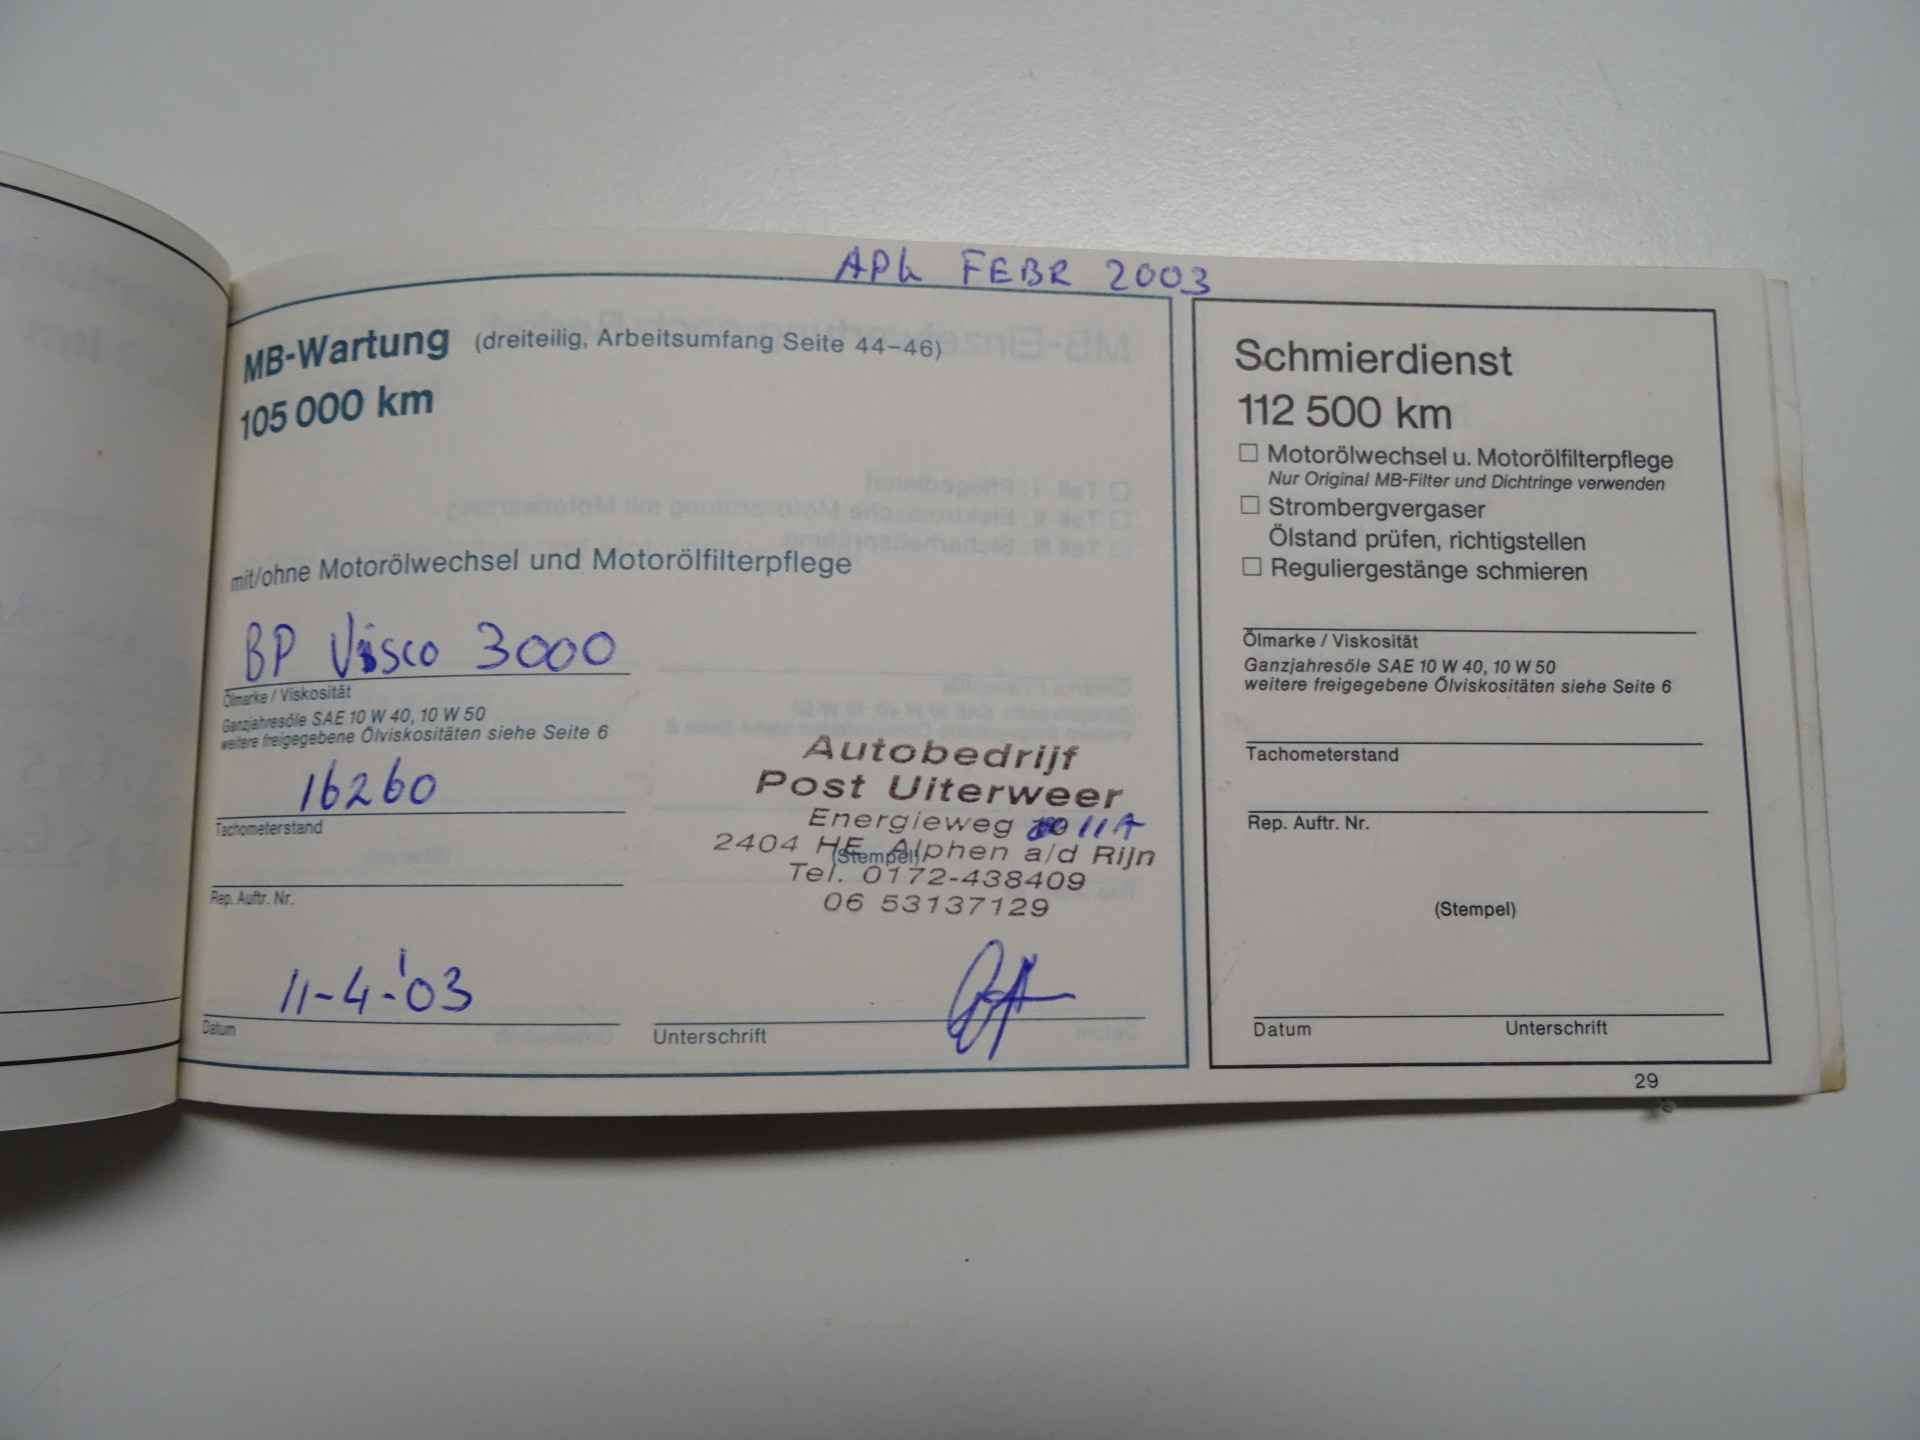 APk FEBR 2003
MB-Wartung (dreiteilig, Arbeitsumfang Seite 44–46)
105 000 km
mit/ohne Motorölwechsel und Motorölfilterpflege
BP Visco 3000
Ölmarke / Viskosität
Ganzjahresöle SAE 10 W 40, 10 W 50
weitere freigegebene Ölviskositäten siehe Seite 6
16260
Tachometerstand
Rep. Auftr. Nr.
11-4-'03
Datum
Autobedrijf
Post Uiterweer
Energieweg 11A
2404 HE Alphen a/d Rijn
(Stempel)
Tel. 0172-438409
06 53137129
Unterschrift
Schmierdienst
112 500 km
☐ Motorölwechsel u. Motorölfilterpflege
Nur Original MB-Filter und Dichtringe verwenden
☐ Strombergvergaser
Ölstand prüfen, richtigstellen
☐ Reguliergestänge schmieren
Ölmarke / Viskosität
Ganzjahresöle SAE 10 W 40, 10 W 50
weitere freigegebene Ölviskositäten siehe Seite 6
Tachometerstand
Rep. Auftr. Nr.
(Stempel)
Datum Unterschrift
29